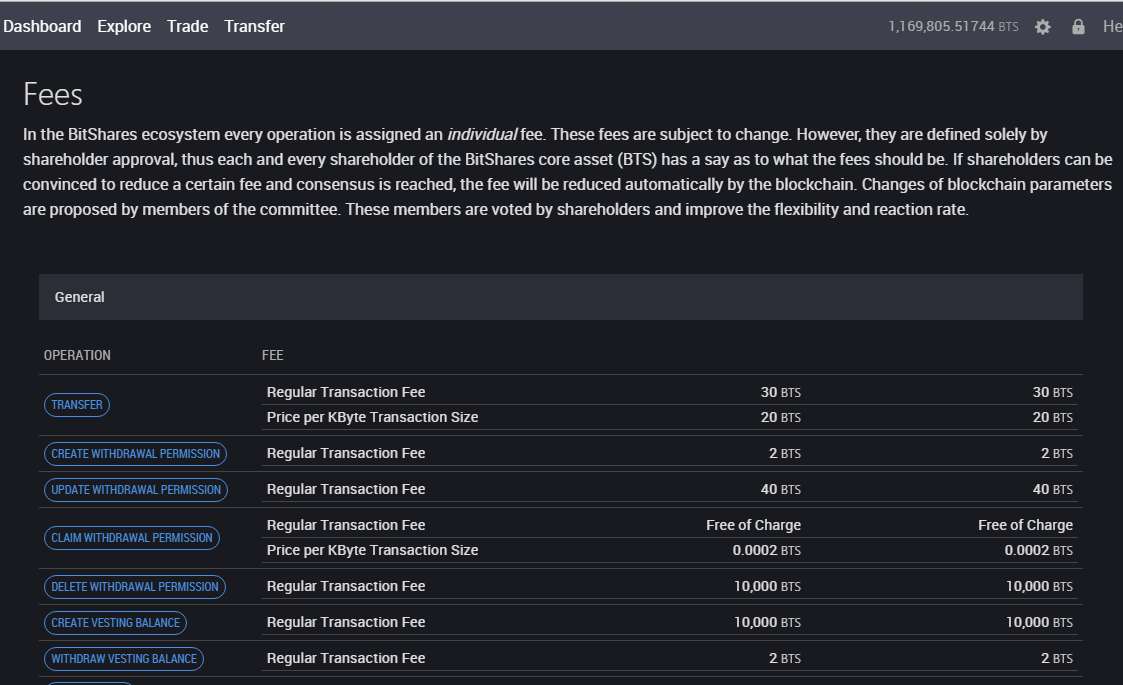 Dashboard Explore Trade Transfer 1,169,805.51744 BTS He
Fees
In the BitShares ecosystem every operation is assigned an individual fee. These fees are subject to change. However, they are defined solely by
shareholder approval, thus each and every shareholder of the BitShares core asset (BTS) has a say as to what the fees should be. If shareholders can be
convinced to reduce a certain fee and consensus is reached, the fee will be reduced automatically by the blockchain. Changes of blockchain parameters
are proposed by members of the committee. These members are voted by shareholders and improve the flexibility and reaction rate.
General
OPERATION FEE
TRANSFER Regular Transaction Fee 30 BTS 30 BTS
Price per KByte Transaction Size 20 BTS 20 BTS
CREATE WITHDRAWAL PERMISSION Regular Transaction Fee 2 BTS 2 BTS
UPDATE WITHDRAWAL PERMISSION Regular Transaction Fee 40 BTS 40 BTS
CLAIM WITHDRAWAL PERMISSION Regular Transaction Fee Free of Charge Free of Charge
Price per KByte Transaction Size 0.0002 BTS 0.0002 BTS
DELETE WITHDRAWAL PERMISSION Regular Transaction Fee 10,000 BTS 10,000 BTS
CREATE VESTING BALANCE Regular Transaction Fee 10,000 BTS 10,000 BTS
WITHDRAW VESTING BALANCE Regular Transaction Fee 2 BTS 2 BTS